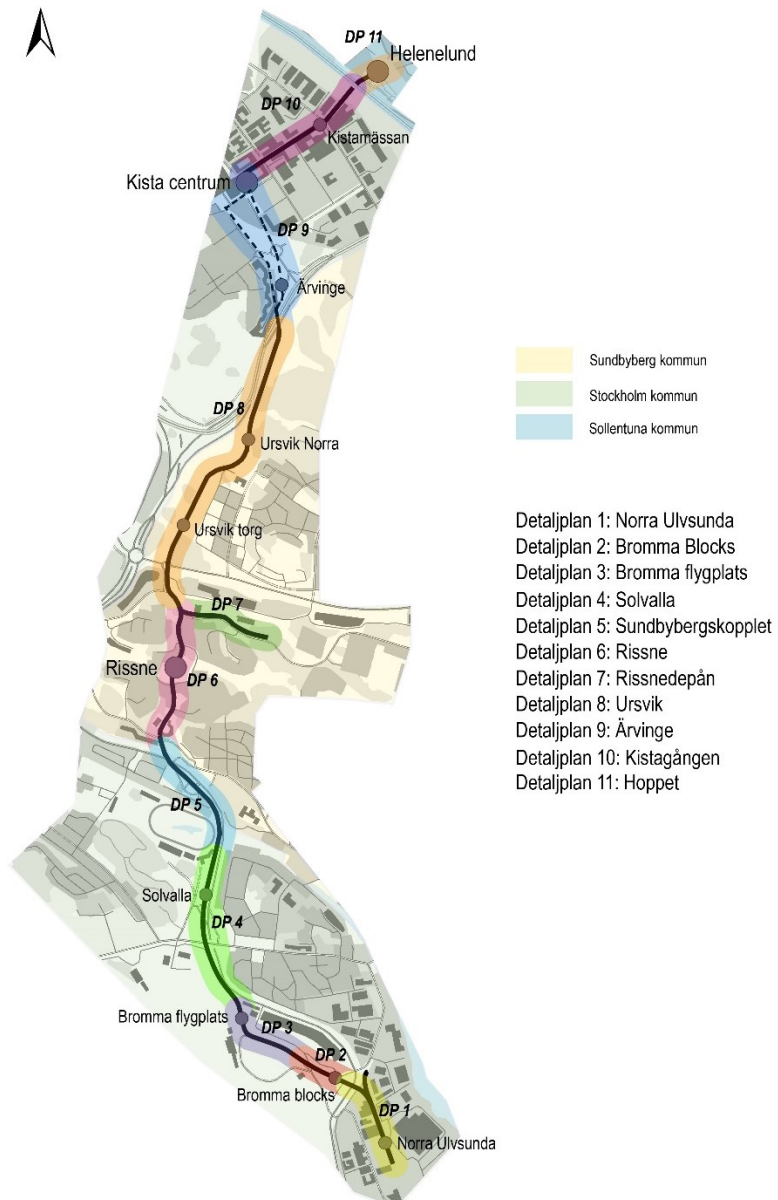 DP 11
Helenelund
DP 10
Kistamässan
Kista centrum
DP 9
Ärvinge
Sundbyberg kommun
Stockholm kommun
DP 8
Sollentuna kommun
Ursvik Norra
Detaljplan 1: Norra Ulvsunda
Ursvik torg
Detaljplan 2: Bromma Blocks
Detaljplan 3: Bromma flygplats
Detaljplan 4: Solvalla
DP 7
Detaljplan 5: Sundbybergskopplet
Detaljplan 6: Rissne
Rissne
DP 6
Detaljplan 7: Rissnedepån
Detaljplan 8: Ursvik
Detaljplan 9: Ärvinge
Detaljplan 10: Kistagången
Detaljplan 11: Hoppet
DP 5
Solvalla
DP 4
Bromma flygplats
DP 3
DP 2
Bromma blocks
DP 1
Norra Ulvsunda